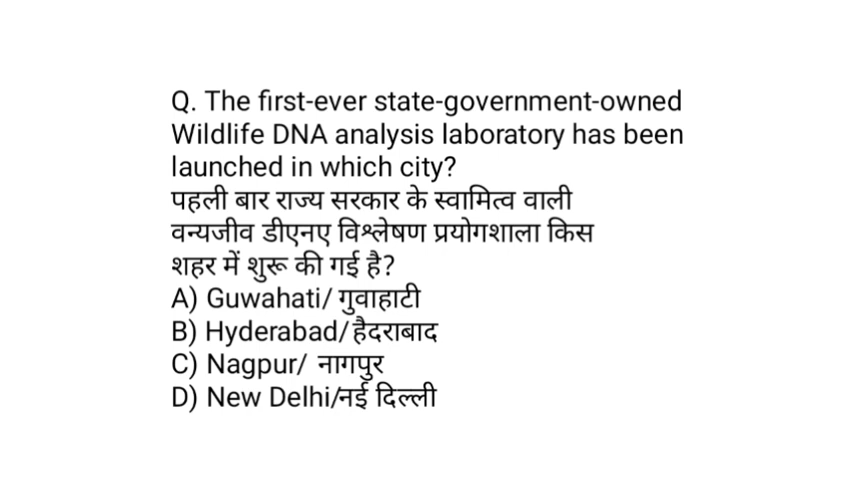 Q. The first-ever state-government-owned
Wildlife DNA analysis laboratory has been
launched in which city?
पहली बार राज्य सरकार के स्वामित्व वाली
वन्यजीव डीएनए विश्लेषण प्रयोगशाला किस
शहर में शुरू की गई है?
A) Guwahati/ गुवाहाटी
B) Hyderabad/हैदराबाद
C) Nagpur/ नागपुर
D) New Delhi/नई दिल्ली